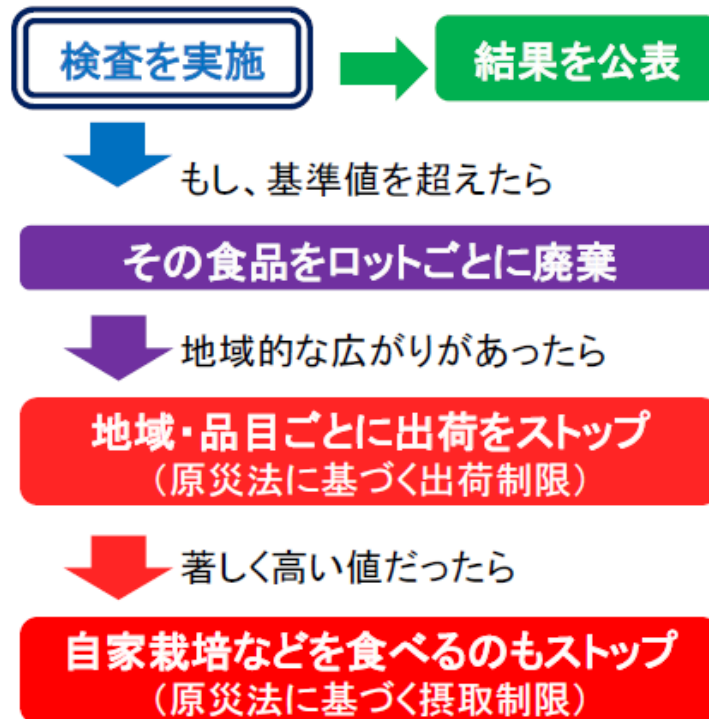 検査を実施
結果を公表
もし、基準値を超えたら
その食品をロットごとに廃棄
地域的な広がりがあったら
地域・品目ごとに出荷をストップ
（原災法に基づく出荷制限）
著しく高い値だったら
自家栽培などを食べるのもストップ
（原災法に基づく摂取制限）